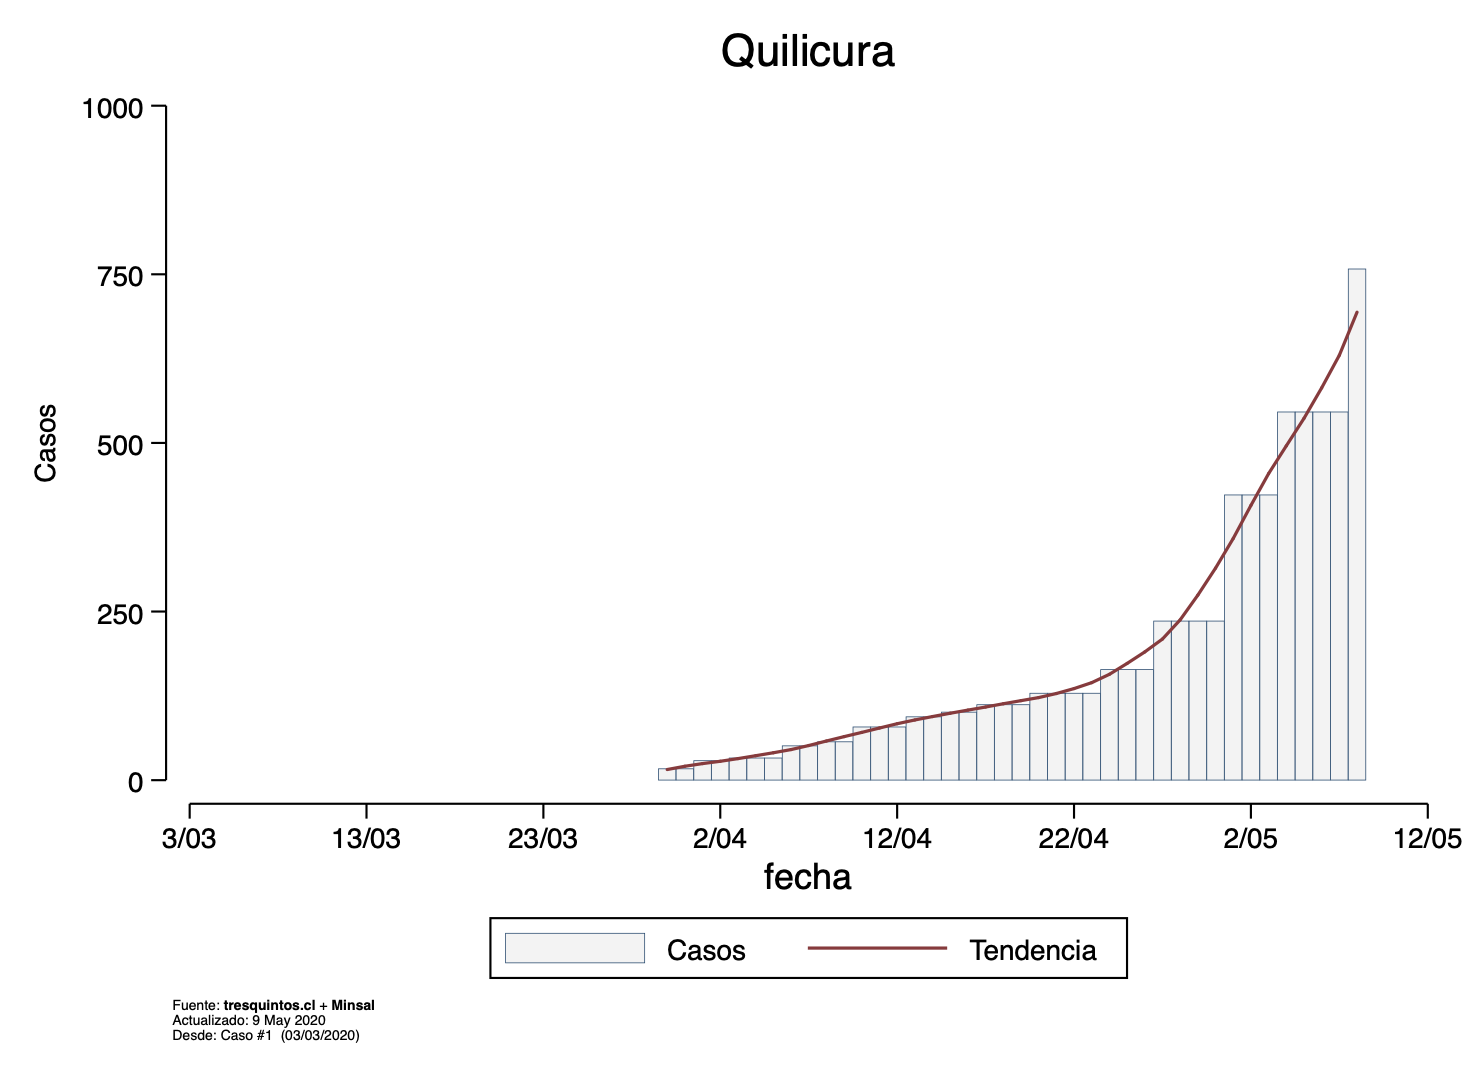 Quilicura
1000
750
500
250
0
Casos
3/03 13/03 23/03 2/04 12/04 22/04 2/05 12/05
fecha
Casos Tendencia
Fuente: tresquintos.cl + Minsal
Actualizado: 9 May 2020
Desde: Caso #1 (03/03/2020)